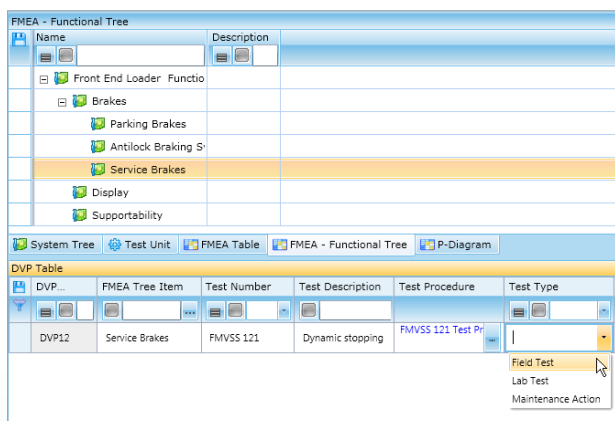 FMEA - Functional Tree
Name Description
Front End Loader Functio
Brakes
Parking Brakes
Antilock Braking S
Service Brakes
Display
Supportability
System Tree Test Unit FMEA Table FMEA - Functional Tree P-Diagram
DVP Table
DVP... FMEA Tree Item Test Number Test Description Test Procedure Test Type
DVP12 Service Brakes FMVSS 121 Dynamic stopping FMVSS 121 Test Pr
Field Test
Lab Test
Maintenance Action